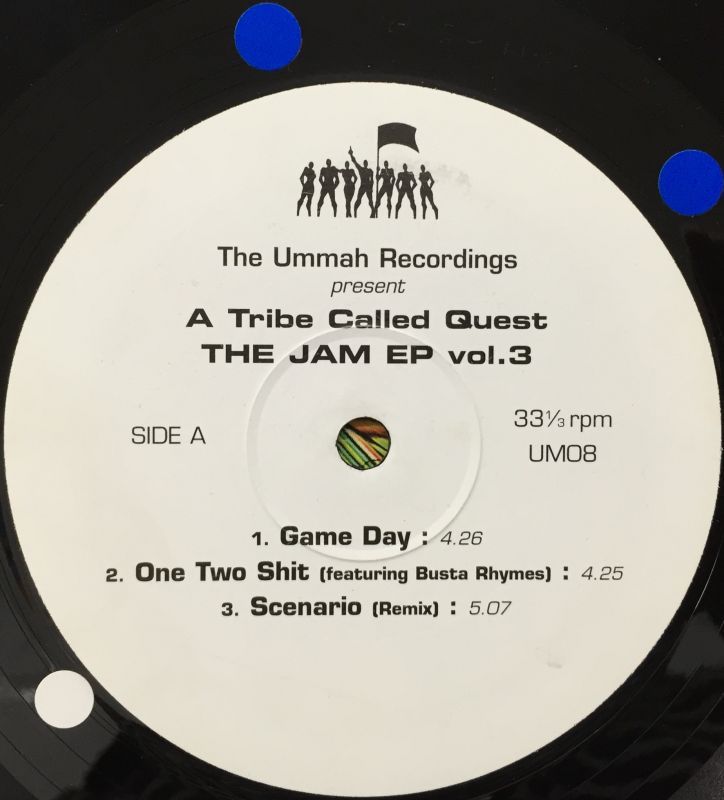 The Ummah Recordings
present
A Tribe Called Quest
THE JAM EP vol.3
SIDE A
33⅓ rpm
UM08
1. Game Day : 4.26
2. One Two Shit (featuring Busta Rhymes) : 4.25
3. Scenario (Remix) : 5.07